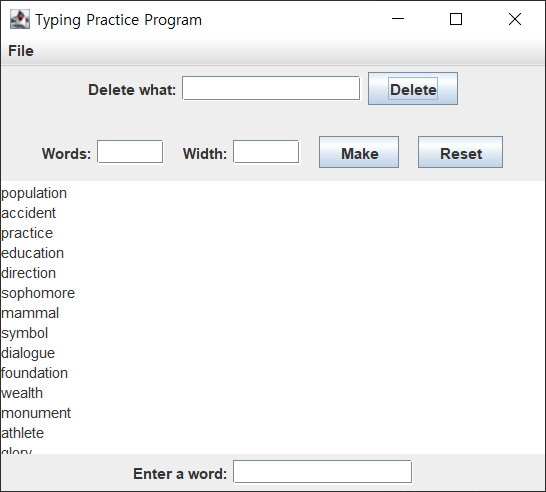 Typing Practice Program
File
Delete what: Delete
Words: Width: Make Reset
population
accident
practice
education
direction
sophomore
mammal
symbol
dialogue
foundation
wealth
monument
athlete
glory
Enter a word: